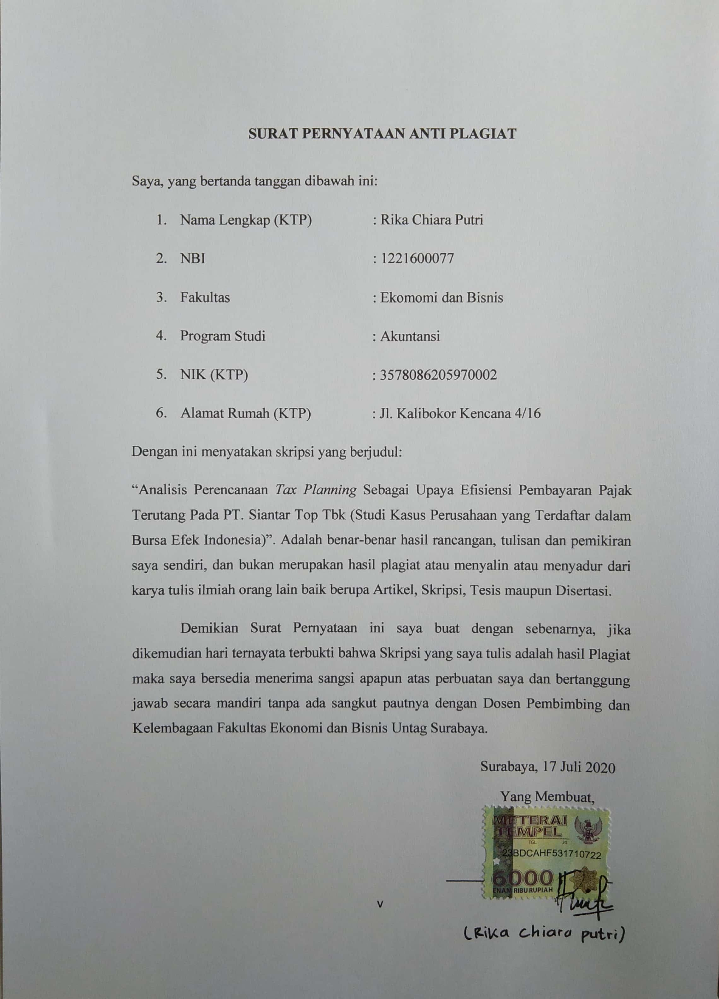 SURAT PERNYATAAN ANTI PLAGIAT
Saya, yang bertanda tanggan dibawah ini:
1. Nama Lengkap (KTP) : Rika Chiara Putri
2. NBI : 1221600077
3. Fakultas : Ekomomi dan Bisnis
4. Program Studi : Akuntansi
5. NIK (KTP) : 3578086205970002
6. Alamat Rumah (KTP) : Jl. Kalibokor Kencana 4/16
Dengan ini menyatakan skripsi yang berjudul:
“Analisis Perencanaan Tax Planning Sebagai Upaya Efisiensi Pembayaran Pajak
Terutang Pada PT. Siantar Top Tbk (Studi Kasus Perusahaan yang Terdaftar dalam
Bursa Efek Indonesia)”. Adalah benar-benar hasil rancangan, tulisan dan pemikiran
saya sendiri, dan bukan merupakan hasil plagiat atau menyalin atau menyadur dari
karya tulis ilmiah orang lain baik berupa Artikel, Skripsi, Tesis maupun Disertasi.
Demikian Surat Pernyataan ini saya buat dengan sebenarnya, jika
dikemudian hari ternayata terbukti bahwa Skripsi yang saya tulis adalah hasil Plagiat
maka saya bersedia menerima sangsi apapun atas perbuatan saya dan bertanggung
jawab secara mandiri tanpa ada sangkut pautnya dengan Dosen Pembimbing dan
Kelembagaan Fakultas Ekonomi dan Bisnis Untag Surabaya.
Surabaya, 17 Juli 2020
Yang Membuat,
METERAI
TEMPEL
TGL. 20
23BDCAHF531710722
6000
ENAM RIBU RUPIAH
v
(Rika Chiara putri)